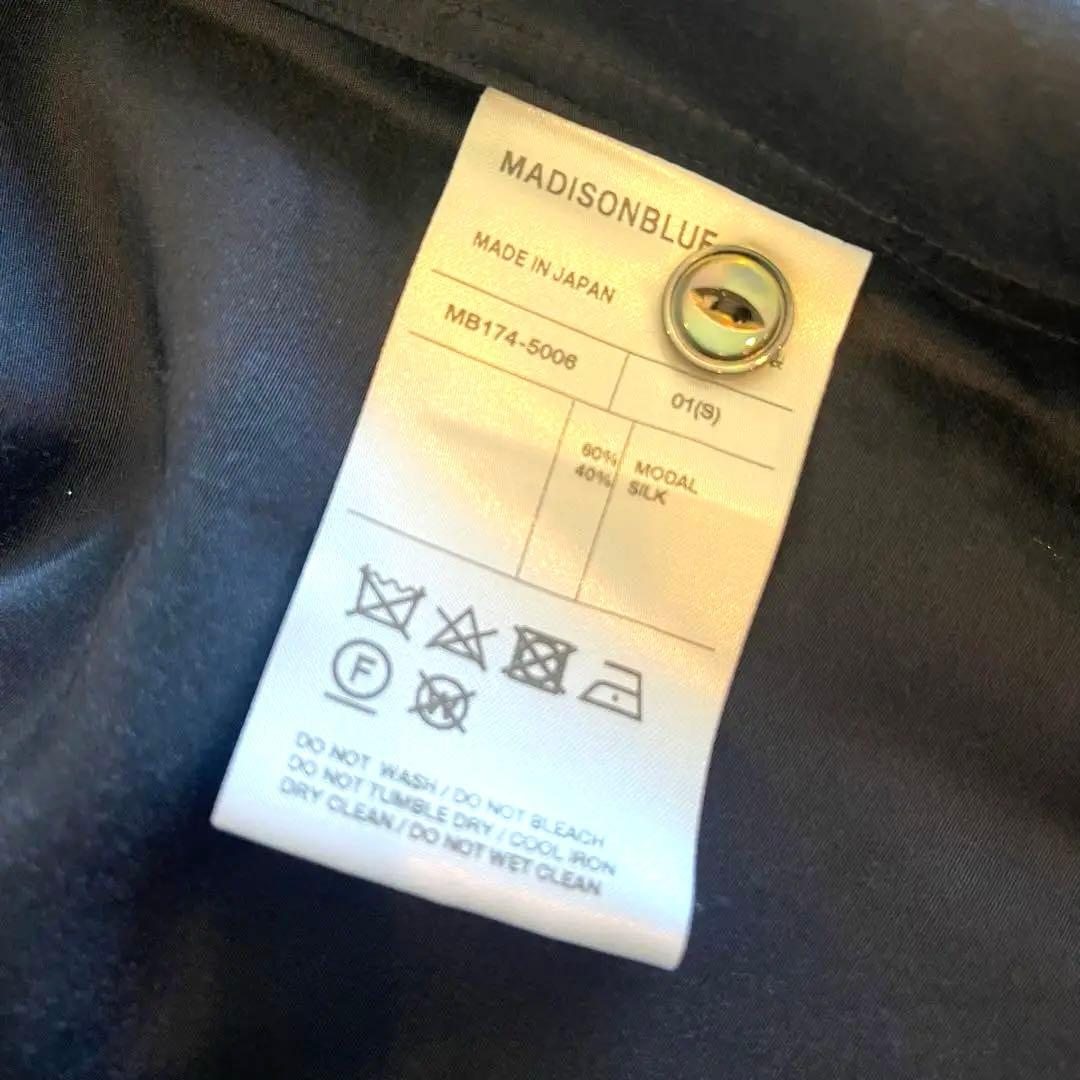 MADISONBLUE
MADE IN JAPAN
MB174-5006 01(S)
60% MODAL
40% SILK
F
W
DO NOT WASH / DO NOT BLEACH
DO NOT TUMBLE DRY / COOL IRON
DRY CLEAN / DO NOT WET CLEAN